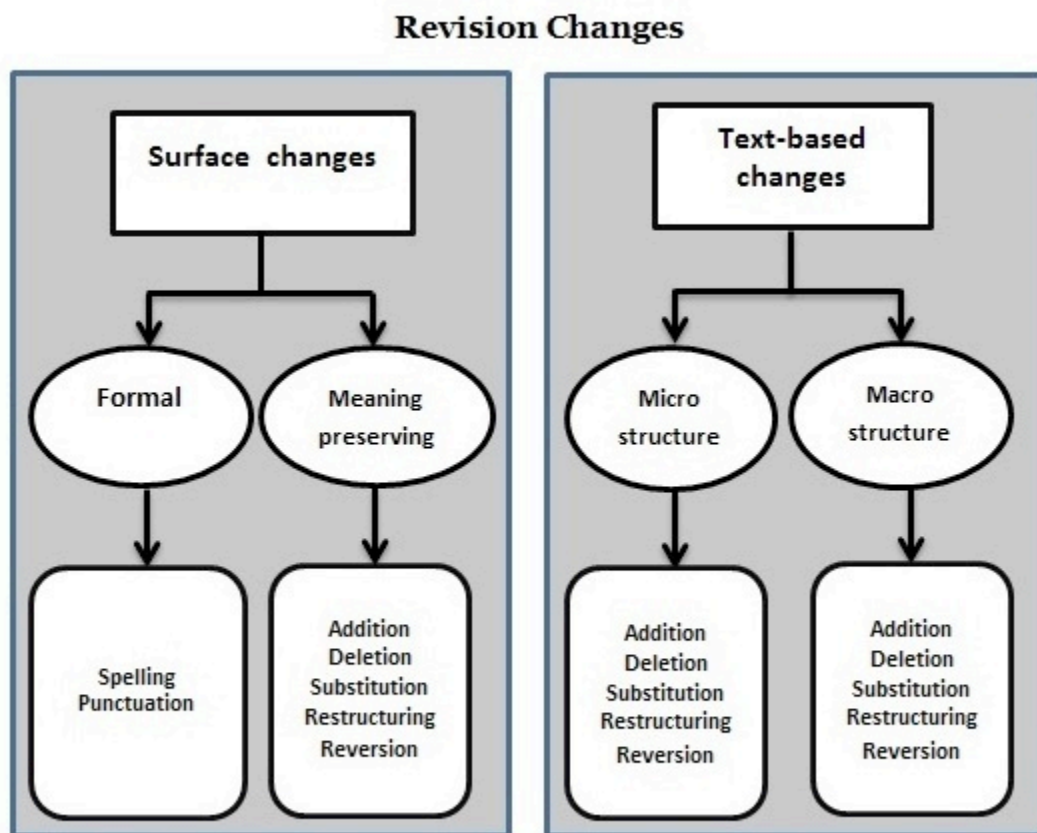 Revision Changes
Surface changes
Formal
Meaning
preserving
Spelling
Punctuation
Addition
Deletion
Substitution
Restructuring
Reversion
Text-based
changes
Micro
structure
Macro
structure
Addition
Deletion
Substitution
Restructuring
Reversion
Addition
Deletion
Substitution
Restructuring
Reversion